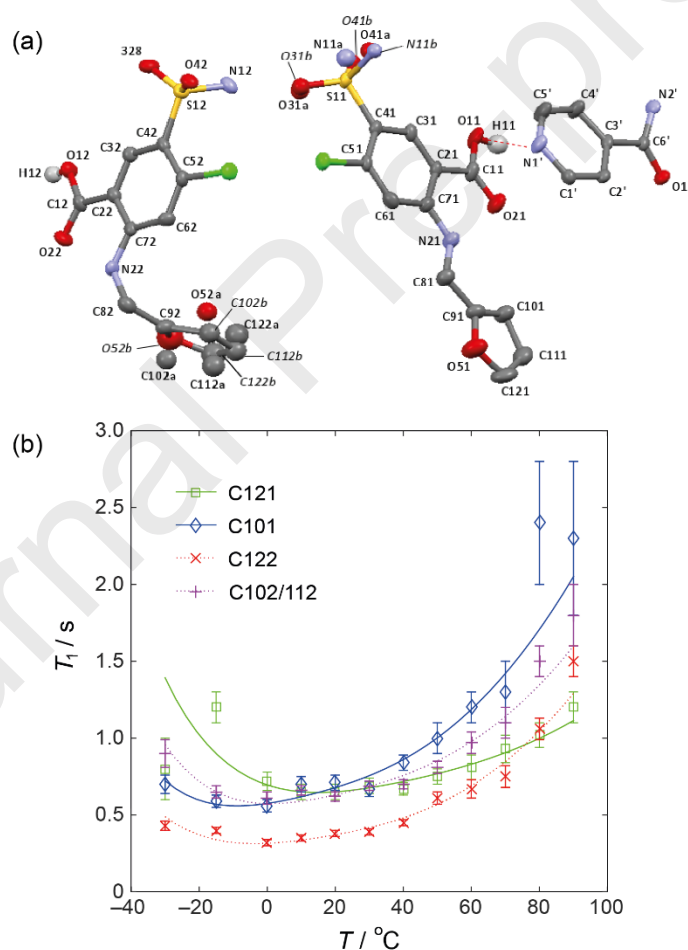 (a)
328
O42
N12
S12
C42
C32
C52
O12
H12
C12
C22
C62
C72
O22
N22
C82
C92
O52a
C102b
C122a
O52b
C112b
C102a
C112a
C122b
O41b
N11a
O41a
N11b
O31b
S11
O31a
C41
C31
O11
H11
C51
C21
C11
C61
C71
O21
N21
C81
C91
C101
O51
C111
C121
C5'
C4'
N2'
C3'
N1'
C6'
C1'
C2'
O1
(b)
3.0
2.5
2.0
1.5
1.0
0.5
0
T1 / s
C121
C101
C122
C102/112
–40 –20 0 20 40 60 80 100
T / °C
urnal Pre-pr